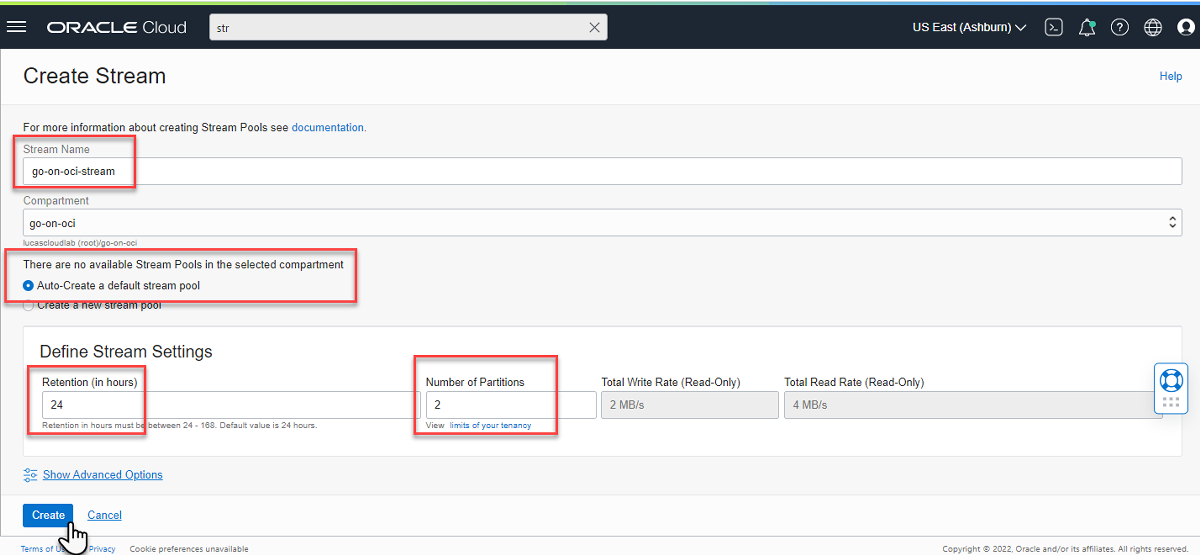 ORACLE Cloud
str
US East (Ashburn)
Create Stream
Help
For more information about creating Stream Pools see documentation.
Stream Name
go-on-oci-stream
Compartment
go-on-oci
lucascloudlab (root)/go-on-oci
There are no available Stream Pools in the selected compartment
Auto-Create a default stream pool
Create a new stream pool
Define Stream Settings
Retention (in hours) Number of Partitions Total Write Rate (Read-Only) Total Read Rate (Read-Only)
24 2 2 MB/s 4 MB/s
Retention in hours must be between 24 - 168. Default value is 24 hours. View limits of your tenancy
Show Advanced Options
Create Cancel
Terms of Privacy Cookie preferences unavailable Copyright © 2022, Oracle and/or its affiliates. All rights reserved.